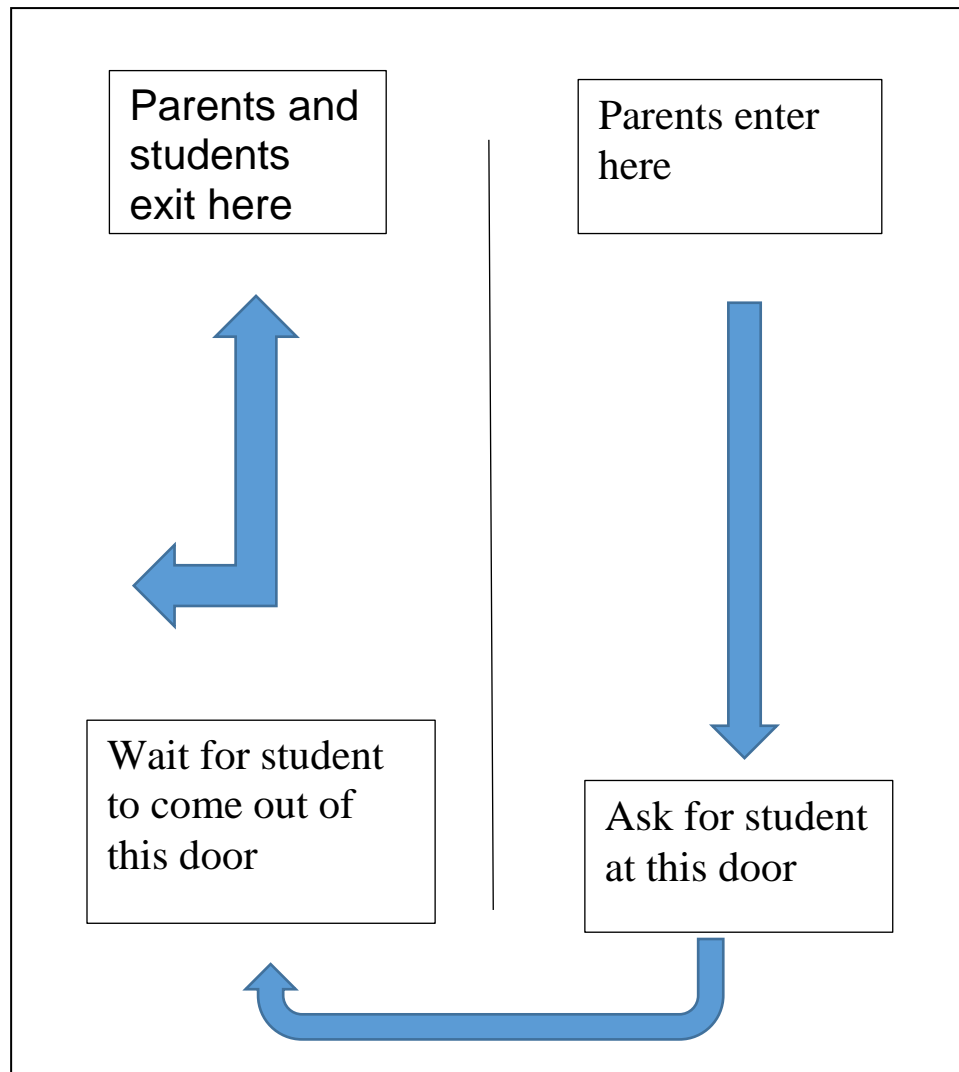 Parents and
students
exit here
Parents enter
here
Wait for student
to come out of
this door
Ask for student
at this door